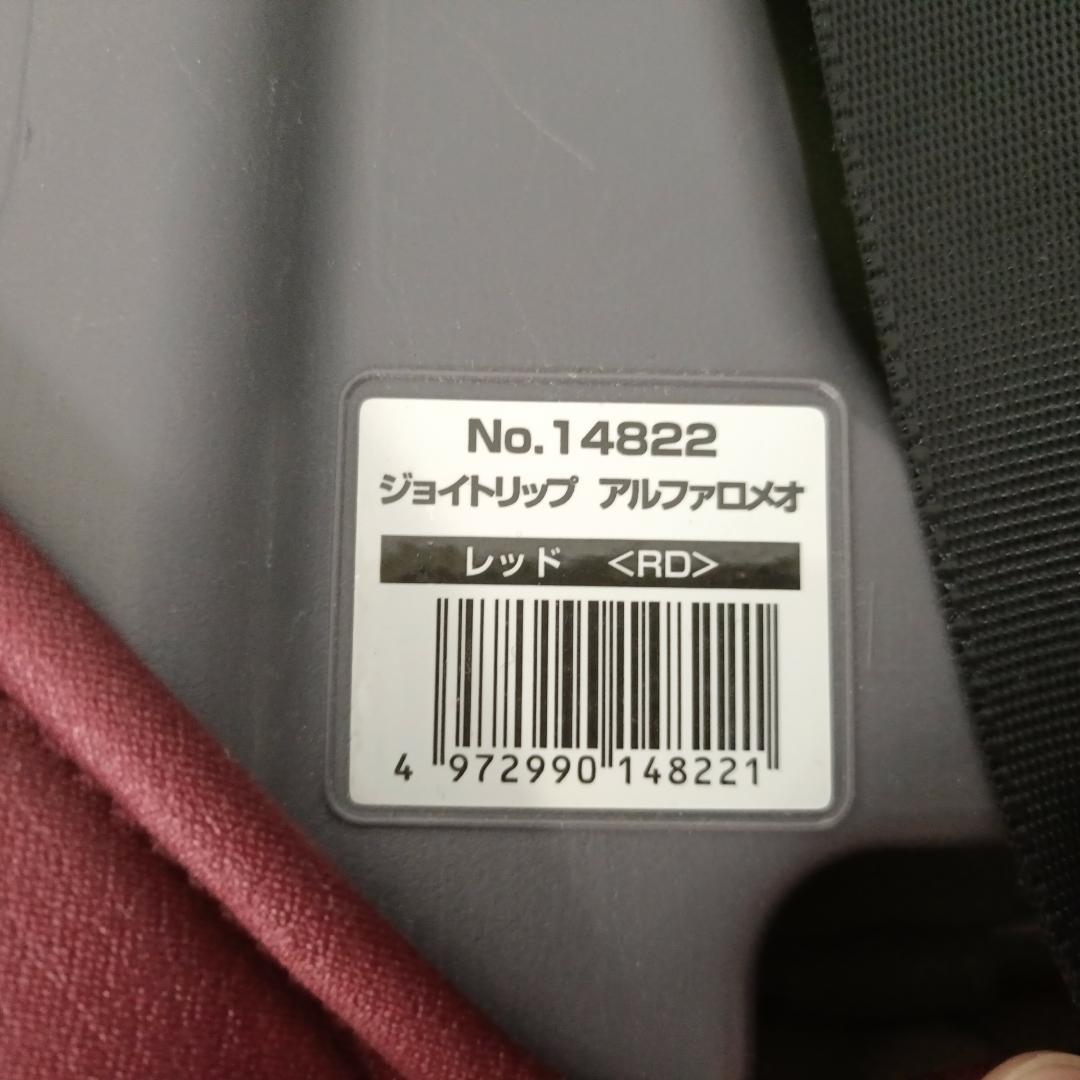 No.14822
ジョイトリップ アルファロメオ
レッド <RD>
4 972990 148221